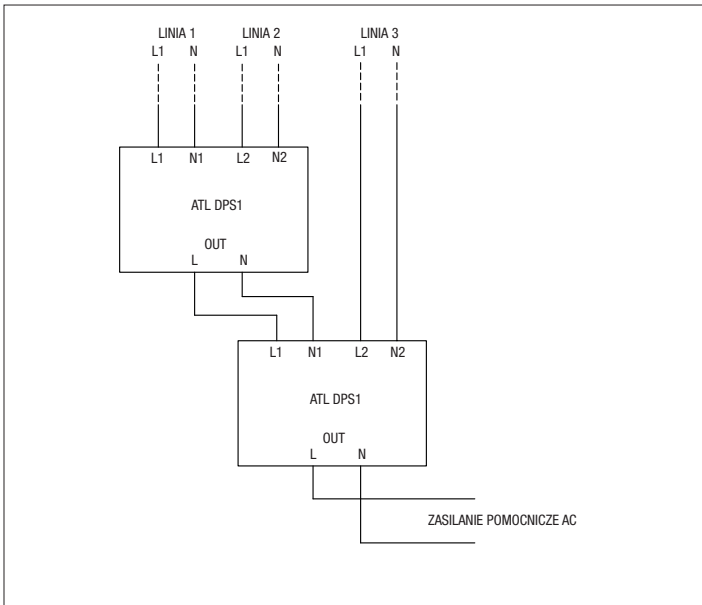 LINIA 1 LINIA 2 LINIA 3
L1 N L1 N L1 N
L1 N1 L2 N2
ATL DPS1
OUT
L N
L1 N1 L2 N2
ATL DPS1
OUT
L N
ZASILANIE POMOCNICZE AC